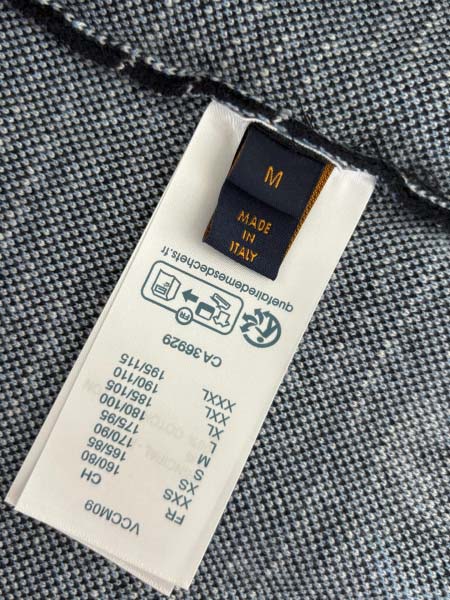 M
MADE
IN
ITALY
VCCM09
FR CH
XXS 160/80
XS 165/85
S 170/90
M 175/95
L 180/100
XL 185/105
XXL 190/110
XXXL 195/115
CA 36929
FR
quefairedemesdechets.fr